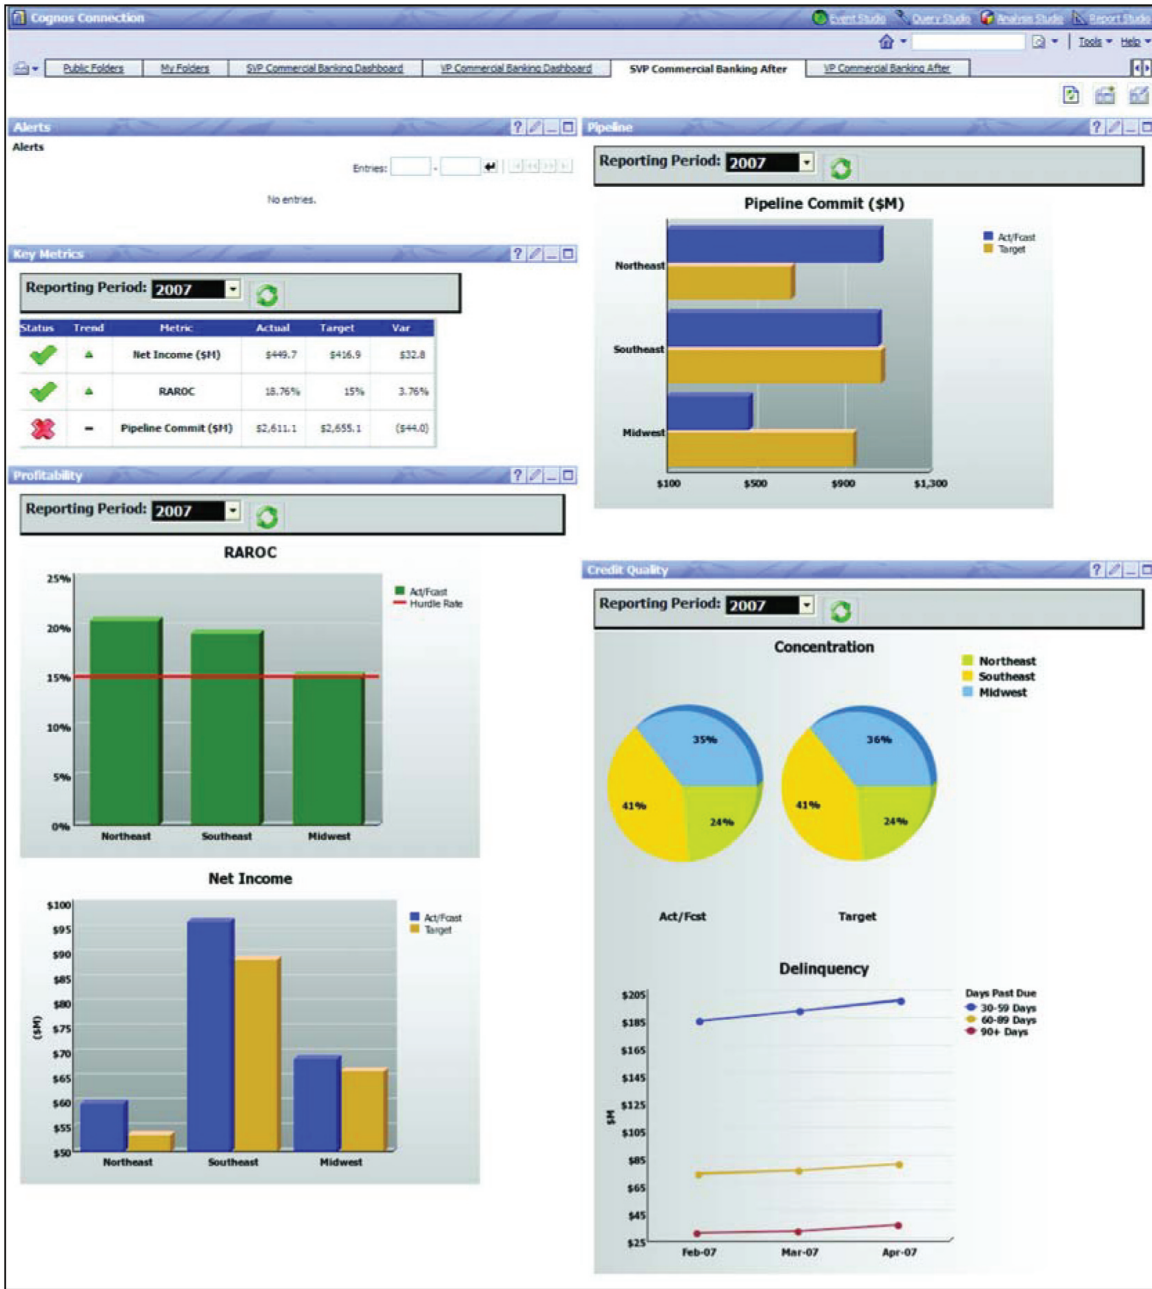 Cognos Connection
Event Studio Query Studio Analysis Studio Report Studio
Tools Help
Public Folders My Folders SVP Commercial Banking Dashboard VP Commercial Banking Dashboard SVP Commercial Banking After VP Commercial Banking After
Alerts
Alerts
Entries: -
No entries.
Key Metrics
Reporting Period: 2007
Status Trend Metric Actual Target Var
Net Income ($M) $449.7 $416.9 $32.8
RAROC 18.76% 15% 3.76%
Pipeline Commit ($M) $2,611.1 $2,655.1 ($44.0)
Profitability
Reporting Period: 2007
RAROC
25%
20%
15%
10%
5%
0%
Northeast Southeast Midwest
Act/Fcast
Hurdle Rate
Net Income
$100
$95
$90
$85
$80
$75
$70
$65
$60
$55
$50
($M)
Northeast Southeast Midwest
Act/Fcast
Target
Pipeline
Reporting Period: 2007
Pipeline Commit ($M)
Northeast
Southeast
Midwest
$100 $500 $900 $1,300
Act/Fcast
Target
Credit Quality
Reporting Period: 2007
Concentration
Northeast
Southeast
Midwest
35%
41%
24%
36%
41%
24%
Act/Fcst Target
Delinquency
$205
$185
$165
$145
$125
$105
$85
$65
$45
$25
$M
Feb-07 Mar-07 Apr-07
Days Past Due
30-59 Days
60-89 Days
90+ Days